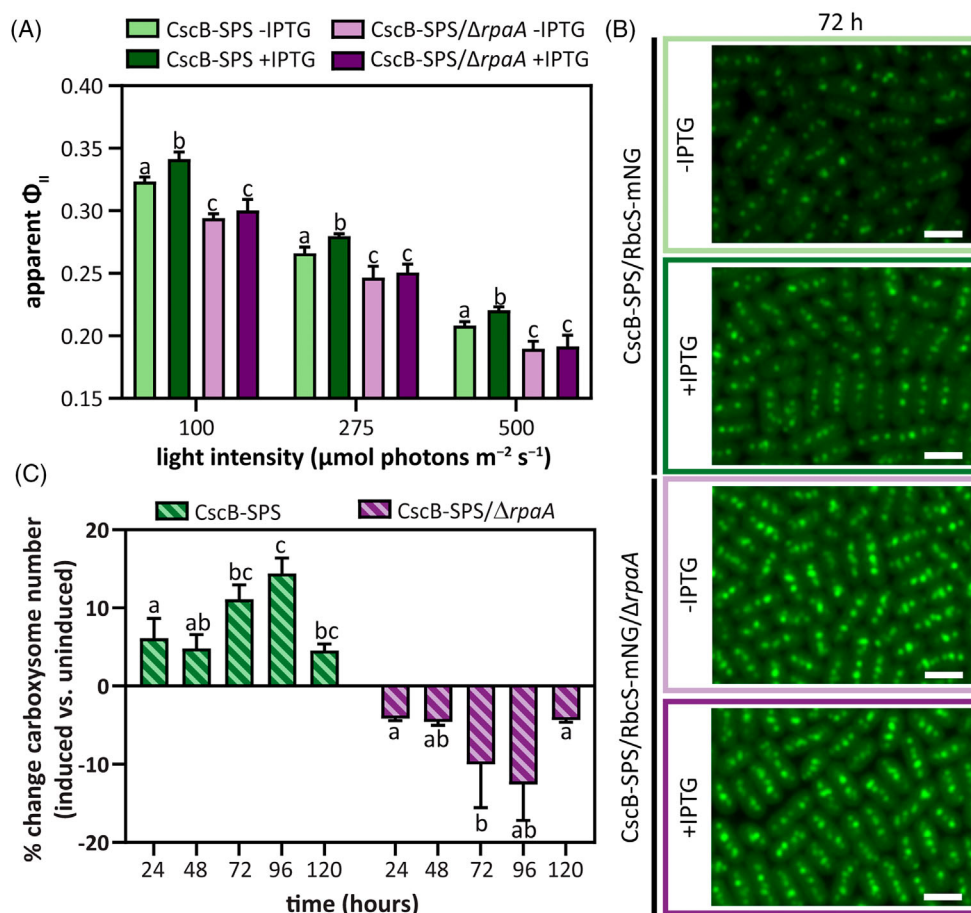 (A)
CscB-SPS -IPTG
CscB-SPS/ΔrpaA -IPTG
CscB-SPS +IPTG
CscB-SPS/ΔrpaA +IPTG
apparent ΦII
0.40
0.35
0.30
0.25
0.20
0.15
a b c c
a b c c
a b c c
100 275 500
light intensity (µmol photons m⁻² s⁻¹)
(B)
72 h
CscB-SPS/RbcS-mNG
-IPTG
+IPTG
CscB-SPS/RbcS-mNG/ΔrpaA
-IPTG
+IPTG
(C)
CscB-SPS
CscB-SPS/ΔrpaA
% change carboxysome number
(induced vs. uninduced)
20
10
0
-10
-20
a ab bc c bc
a ab b ab a
24 48 72 96 120 24 48 72 96 120
time (hours)